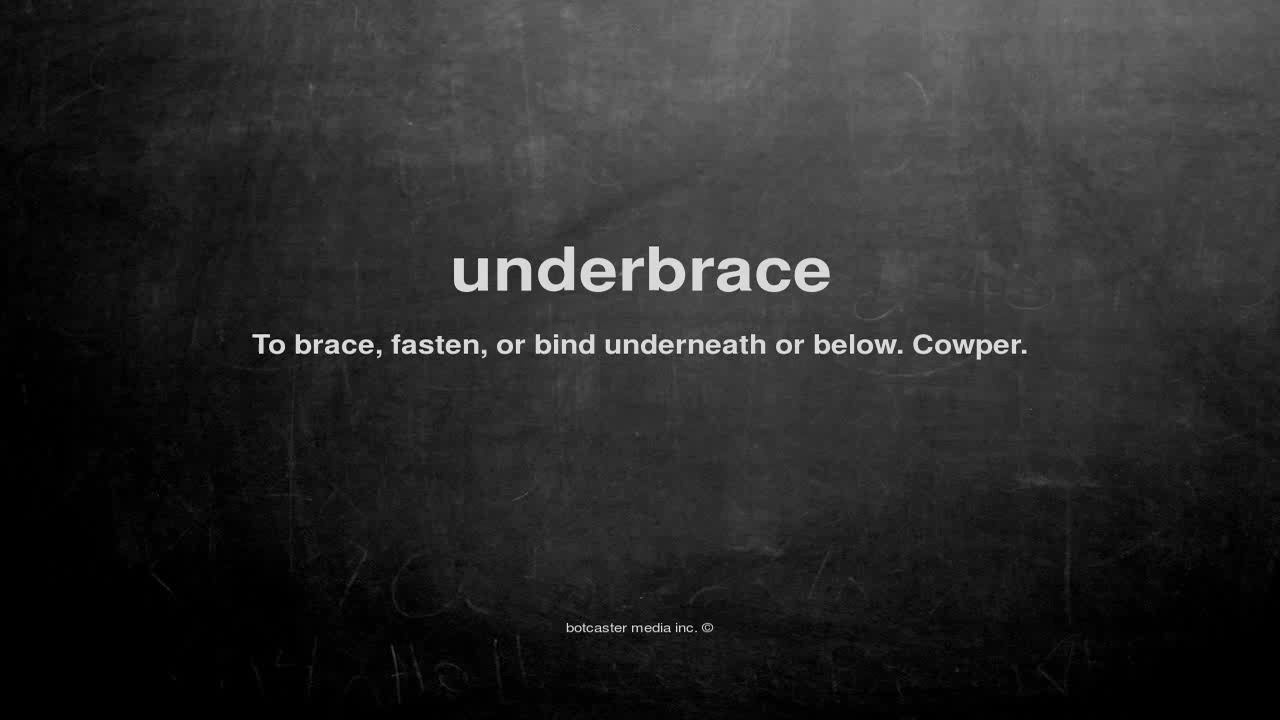 underbrace
To brace, fasten, or bind underneath or below. Cowper.
botcaster media inc. ©